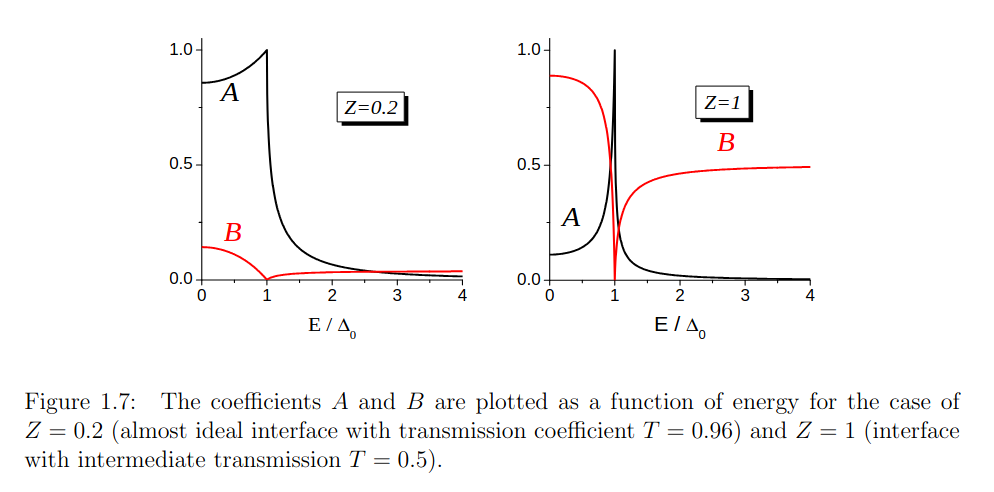 1.0
A
Z=0.2
0.5
B
0.0
0 1 2 3 4
E / Δ0
1.0
Z=1
B
0.5
A
0.0
0 1 2 3 4
E / Δ0
Figure 1.7: The coefficients A and B are plotted as a function of energy for the case of
Z = 0.2 (almost ideal interface with transmission coefficient T = 0.96) and Z = 1 (interface
with intermediate transmission T = 0.5).